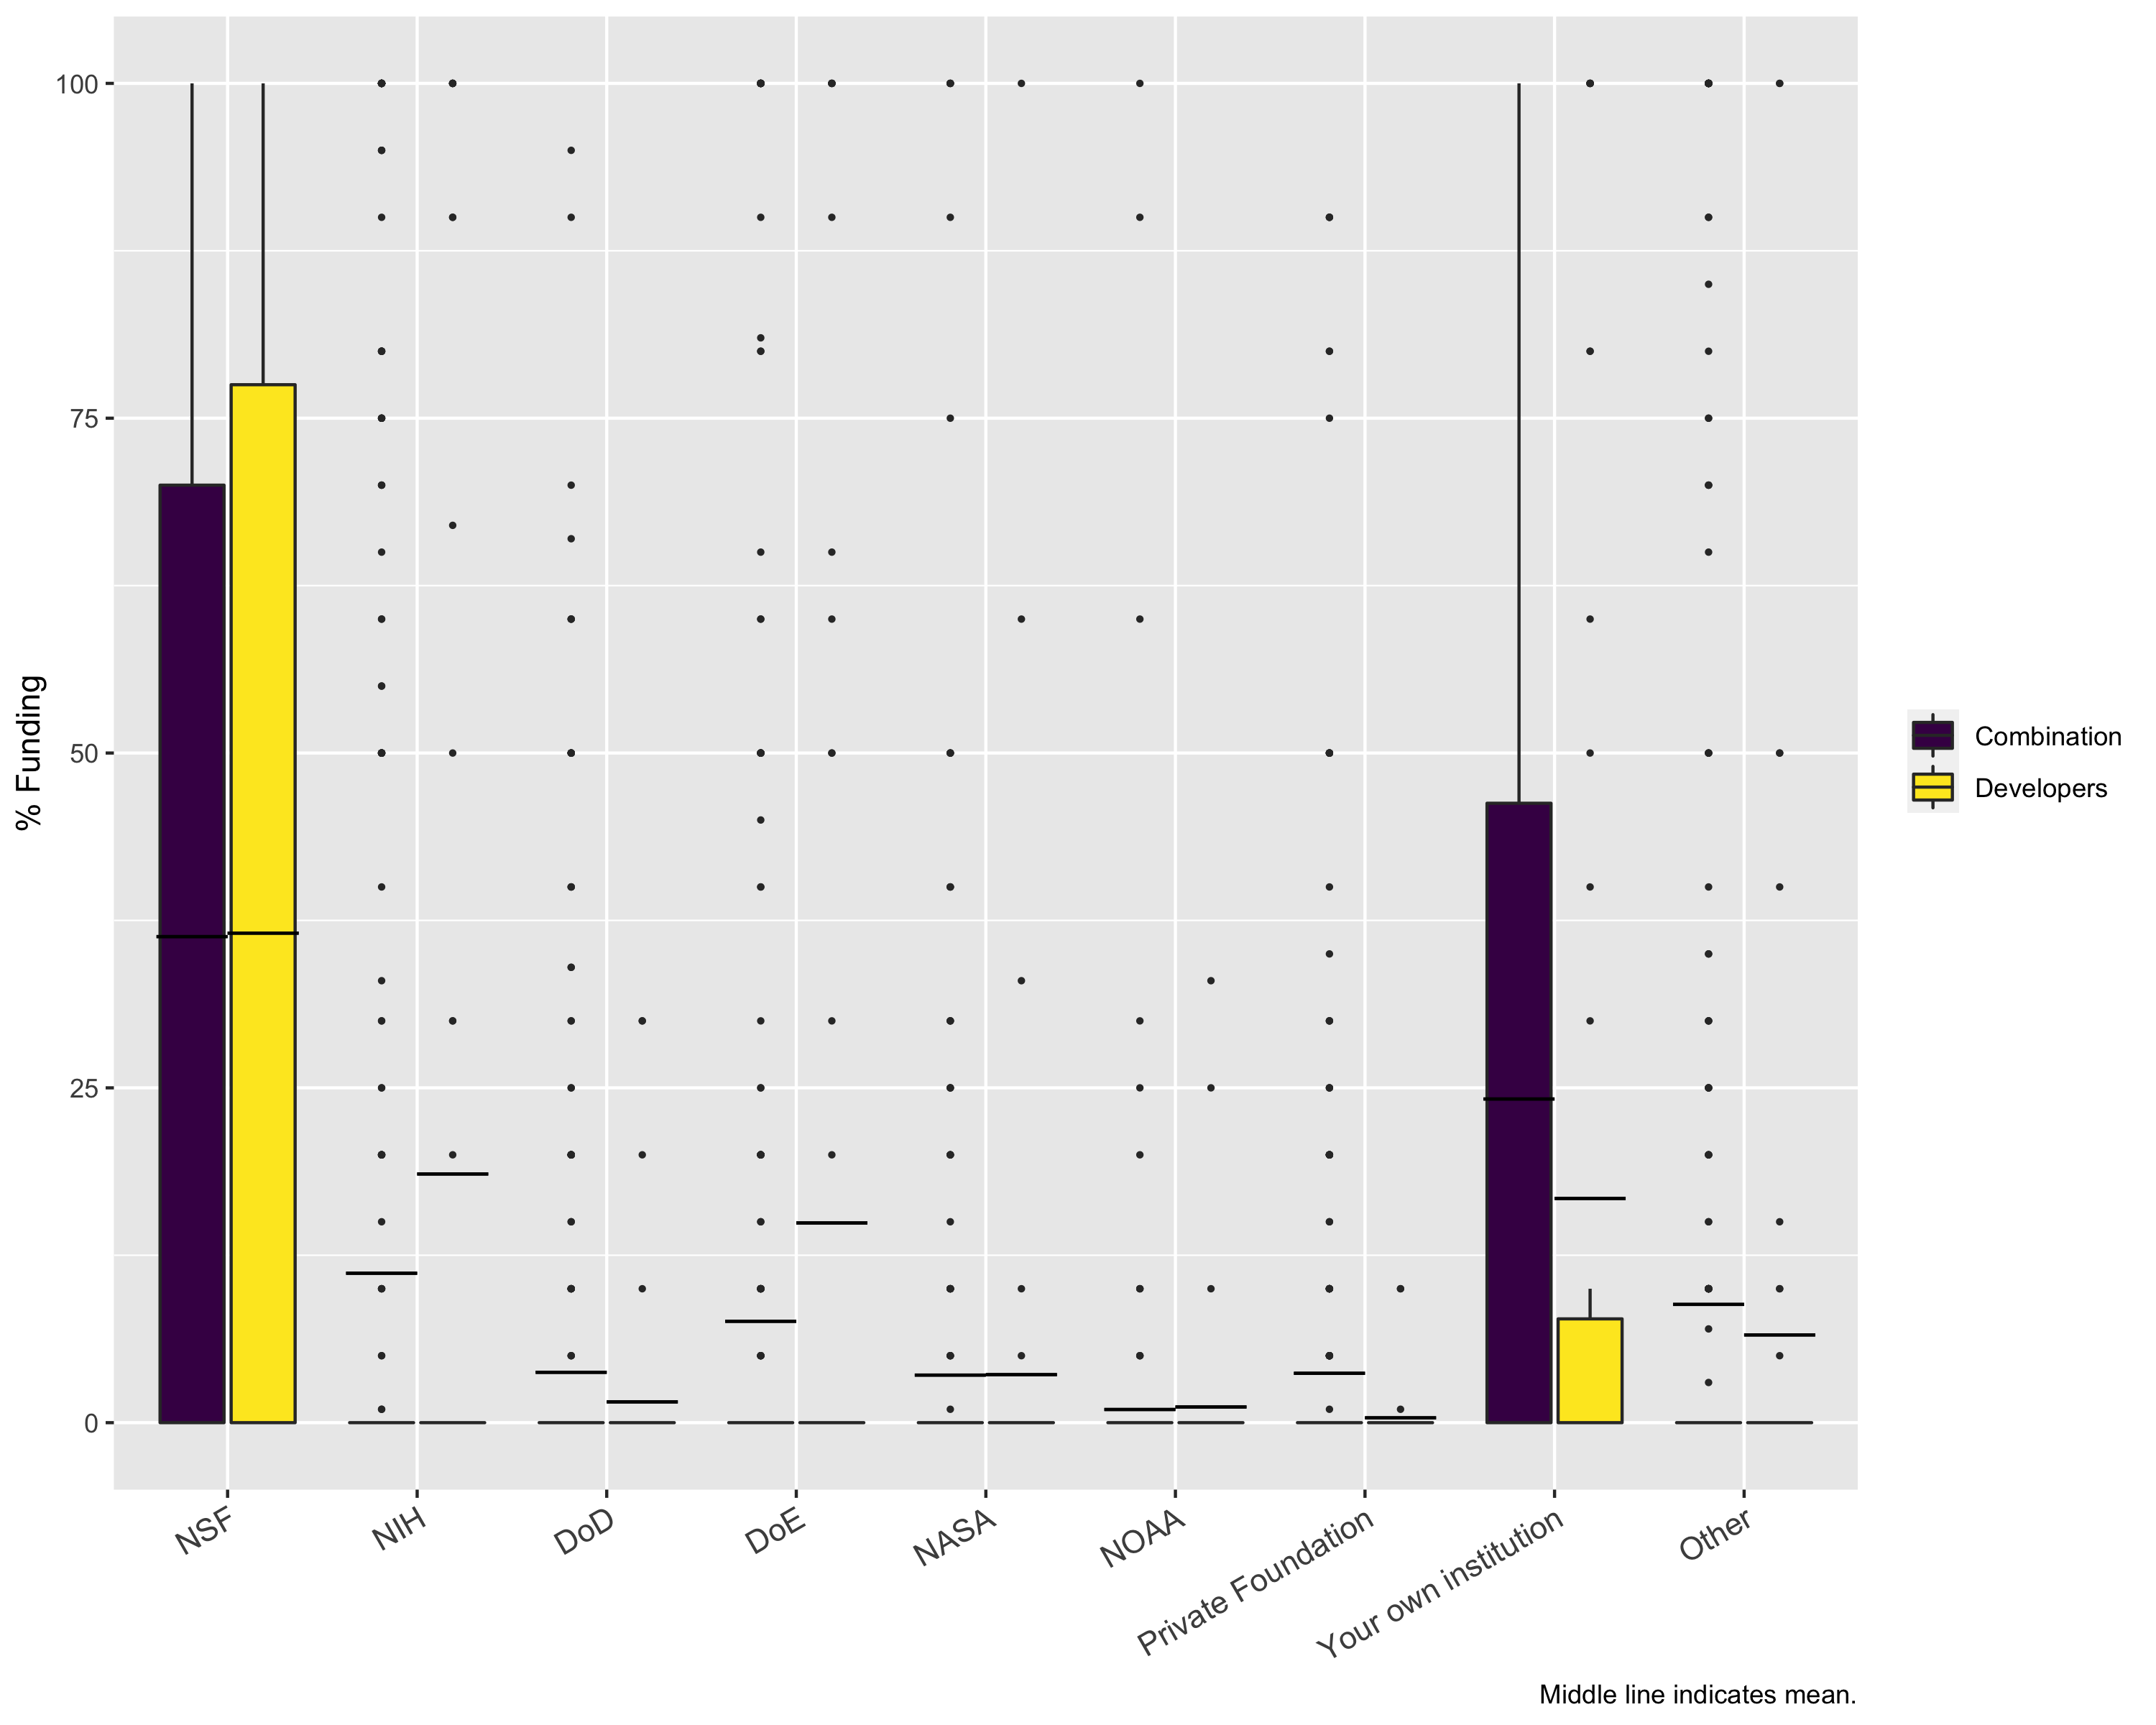 % Funding
100
75
50
25
0
NSF
NIH
DoD
DoE
NASA
NOAA
Private Foundation
Your own institution
Other
Combination
Developers
Middle line indicates mean.